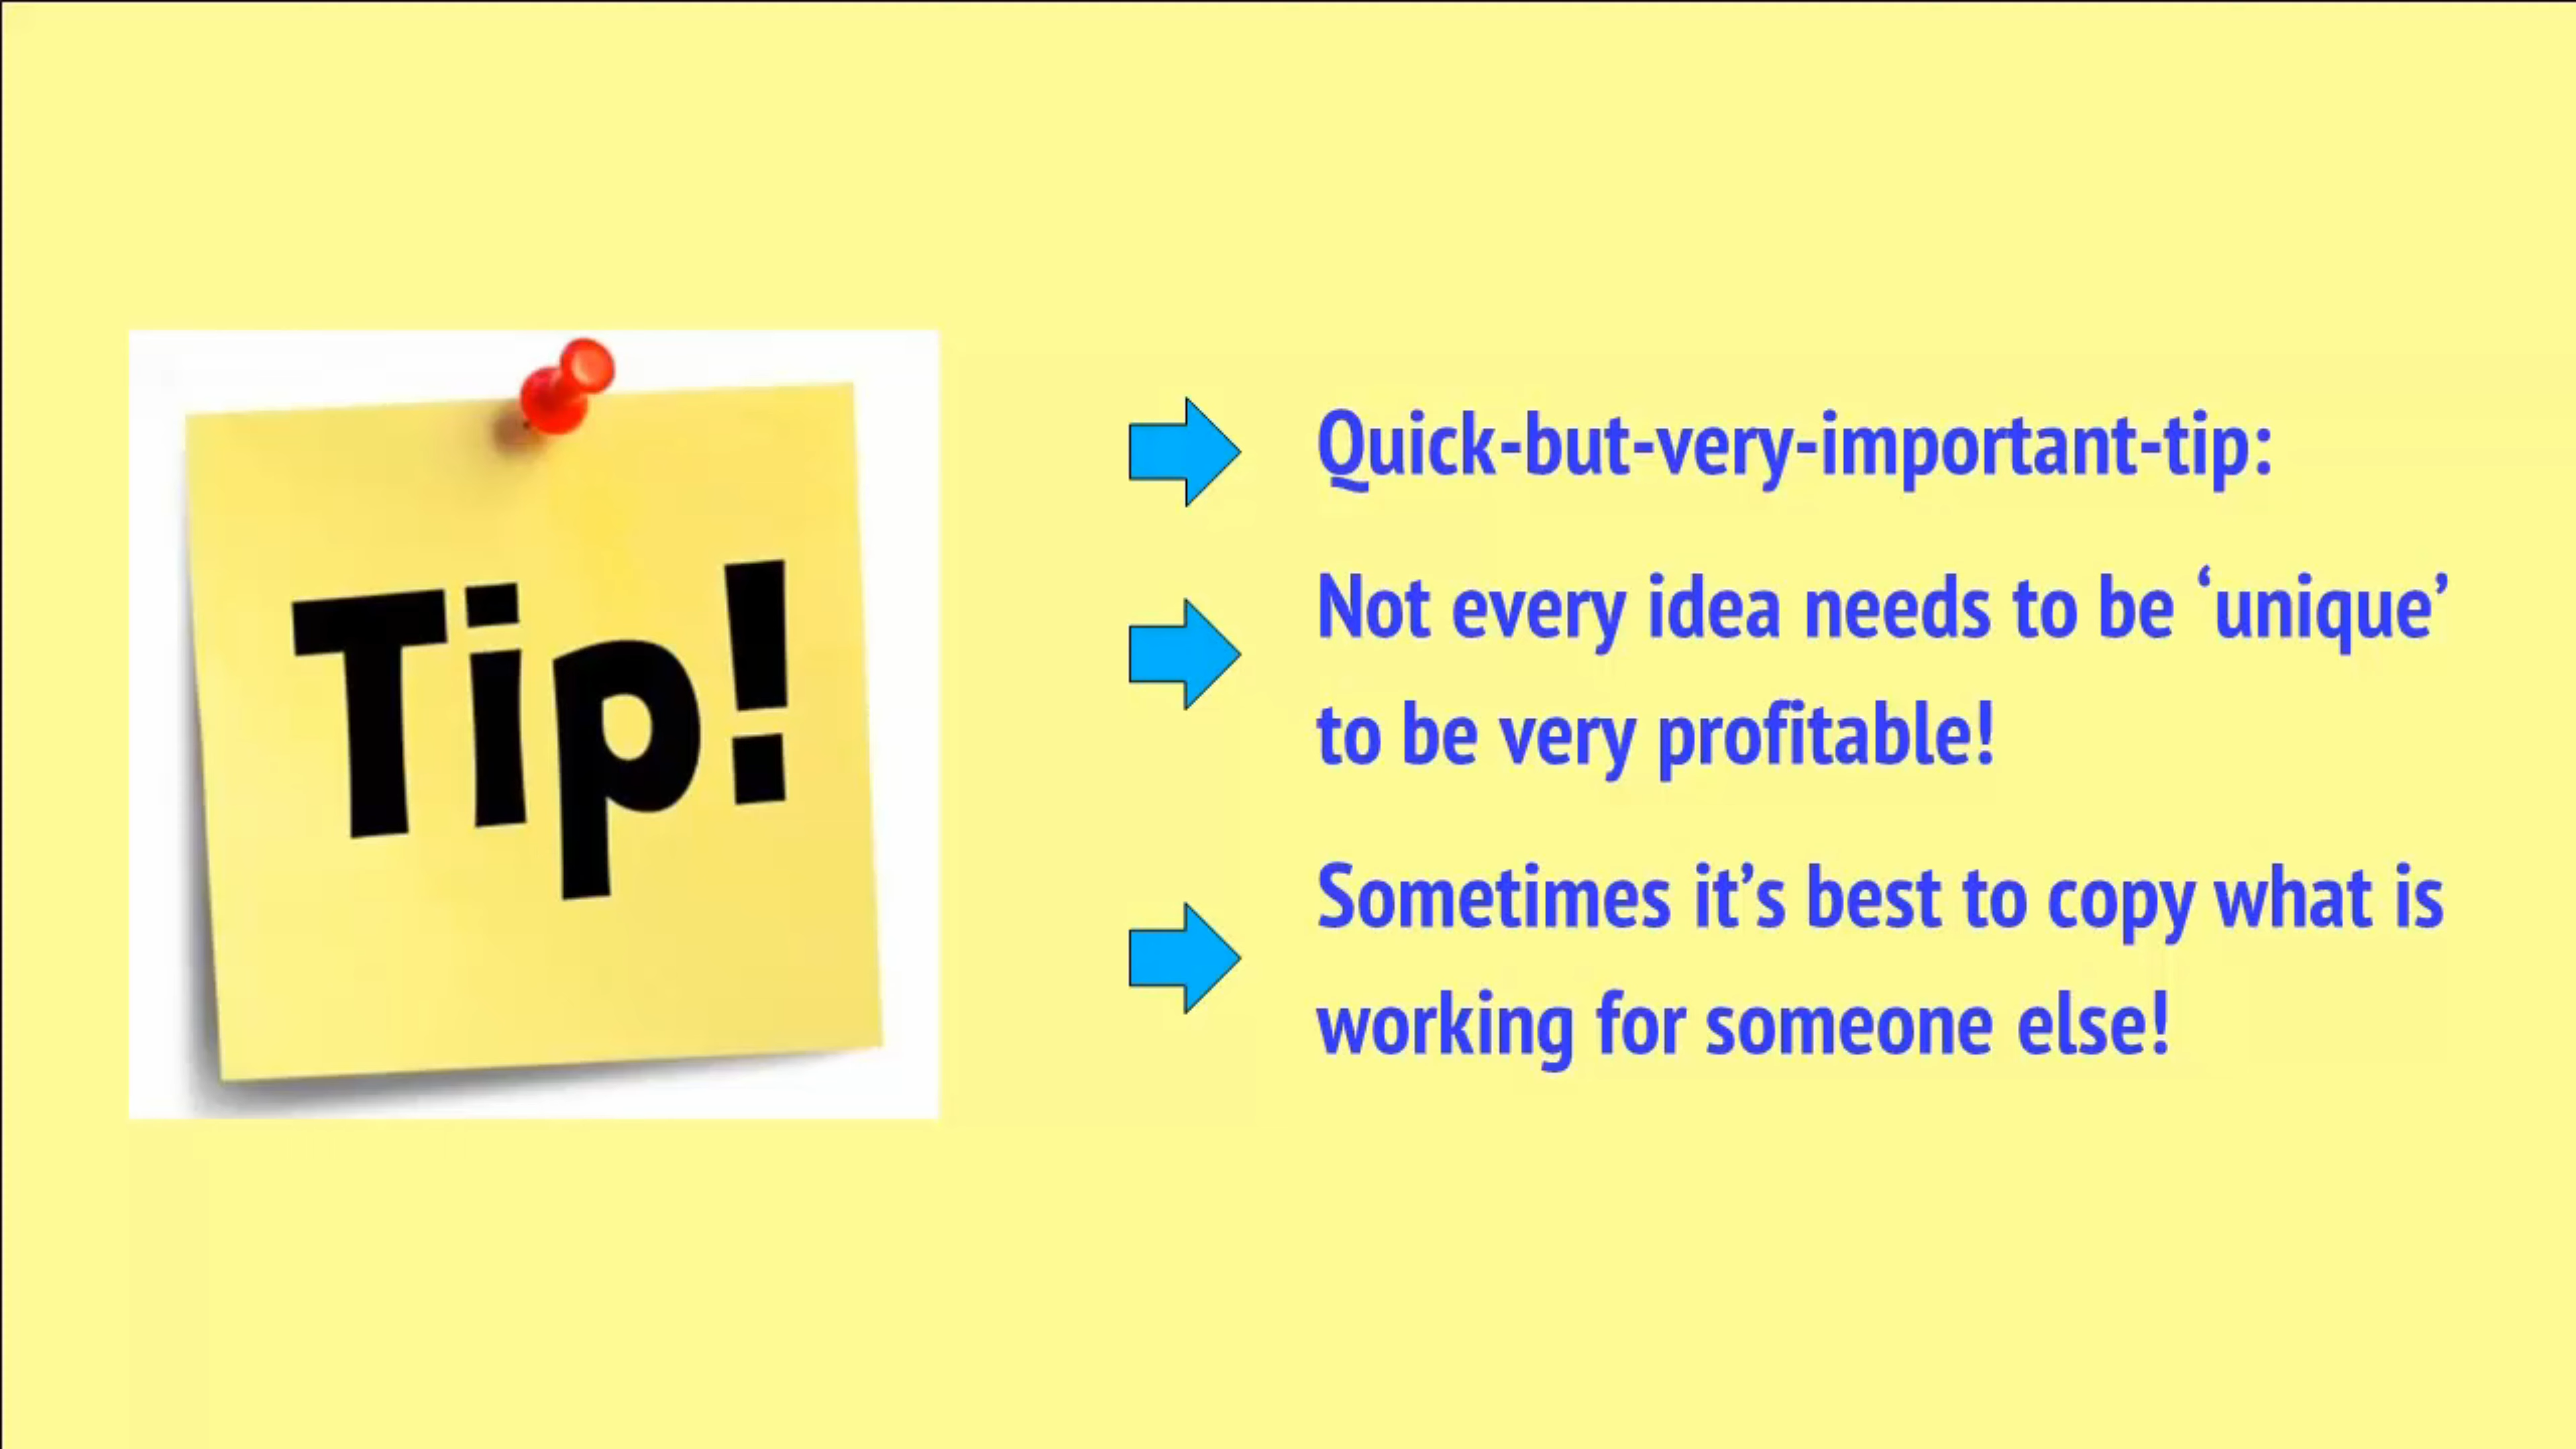 Tip!
Quick-but-very-important-tip:
Not every idea needs to be ‘unique’
to be very profitable!
Sometimes it’s best to copy what is
working for someone else!